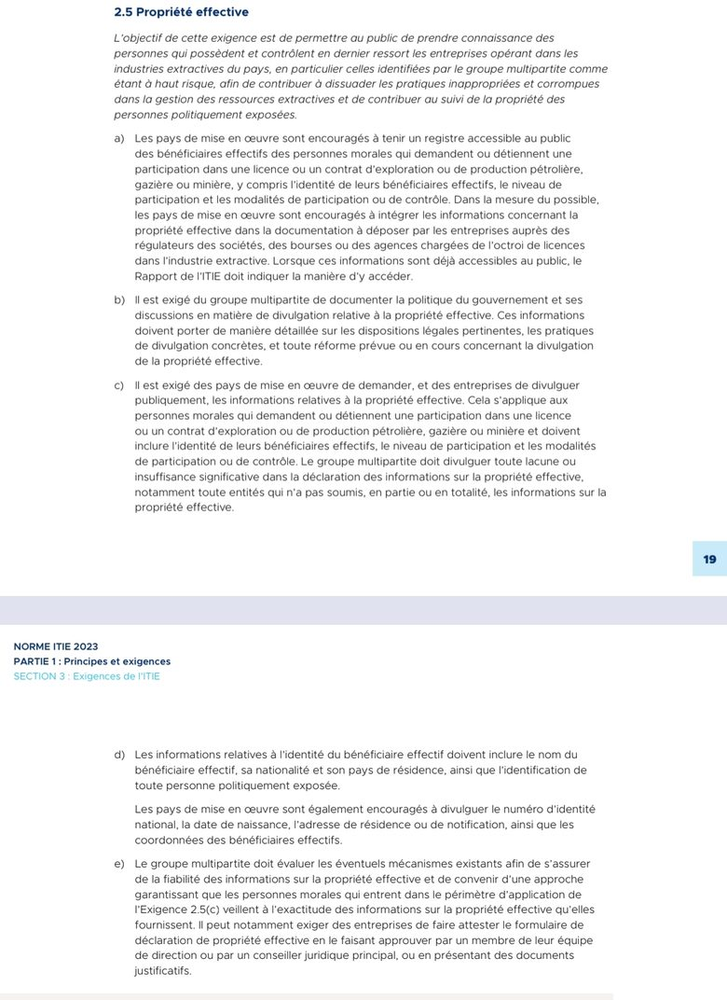 2.5 Propriété effective
L'objectif de cette exigence est de permettre au public de prendre connaissance des
personnes qui possèdent et contrôlent en dernier ressort les entreprises opérant dans les
industries extractives du pays, en particulier celles identifiées par le groupe multipartite comme
étant à haut risque, afin de contribuer à dissuader les pratiques inappropriées et corrompues
dans la gestion des ressources extractives et de contribuer au suivi de la propriété des
personnes politiquement exposées.
a) Les pays de mise en œuvre sont encouragés à tenir un registre accessible au public
des bénéficiaires effectifs des personnes morales qui demandent ou détiennent une
participation dans une licence ou un contrat d'exploration ou de production pétrolière,
gazière ou minière, y compris l'identité de leurs bénéficiaires effectifs, le niveau de
participation et les modalités de participation ou de contrôle. Dans la mesure du possible,
les pays de mise en œuvre sont encouragés à intégrer les informations concernant la
propriété effective dans la documentation à déposer par les entreprises auprès des
régulateurs des sociétés, des bourses ou des agences chargées de l'octroi de licences
dans l'industrie extractive. Lorsque ces informations sont déjà accessibles au public, le
Rapport de l'ITIE doit indiquer la manière d'y accéder.
b) Il est exigé du groupe multipartite de documenter la politique du gouvernement et ses
discussions en matière de divulgation relative à la propriété effective. Ces informations
doivent porter de manière détaillée sur les dispositions légales pertinentes, les pratiques
de divulgation concrètes, et toute réforme prévue ou en cours concernant la divulgation
de la propriété effective.
c) Il est exigé des pays de mise en œuvre de demander, et des entreprises de divulguer
publiquement, les informations relatives à la propriété effective. Cela s'applique aux
personnes morales qui demandent ou détiennent une participation dans une licence
ou un contrat d'exploration ou de production pétrolière, gazière ou minière et doivent
inclure l'identité de leurs bénéficiaires effectifs, le niveau de participation et les modalités
de participation ou de contrôle. Le groupe multipartite doit divulguer toute lacune ou
insuffisance significative dans la déclaration des informations sur la propriété effective,
notamment toute entités qui n'a pas soumis, en partie ou en totalité, les informations sur la
propriété effective.
19
NORME ITIE 2023
PARTIE 1 : Principes et exigences
SECTION 3 : Exigences de l'ITIE
d) Les informations relatives à l'identité du bénéficiaire effectif doivent inclure le nom du
bénéficiaire effectif, sa nationalité et son pays de résidence, ainsi que l'identification de
toute personne politiquement exposée.
Les pays de mise en œuvre sont également encouragés à divulguer le numéro d'identité
national, la date de naissance, l'adresse de résidence ou de notification, ainsi que les
coordonnées des bénéficiaires effectifs.
e) Le groupe multipartite doit évaluer les éventuels mécanismes existants afin de s'assurer
de la fiabilité des informations sur la propriété effective et de convenir d'une approche
garantissant que les personnes morales qui entrent dans le périmètre d'application de
l'Exigence 2.5(c) veillent à l'exactitude des informations sur la propriété effective qu'elles
fournissent. Il peut notamment exiger des entreprises de faire attester le formulaire de
déclaration de propriété effective en le faisant approuver par un membre de leur équipe
de direction ou par un conseiller juridique principal, ou en présentant des documents
justificatifs.